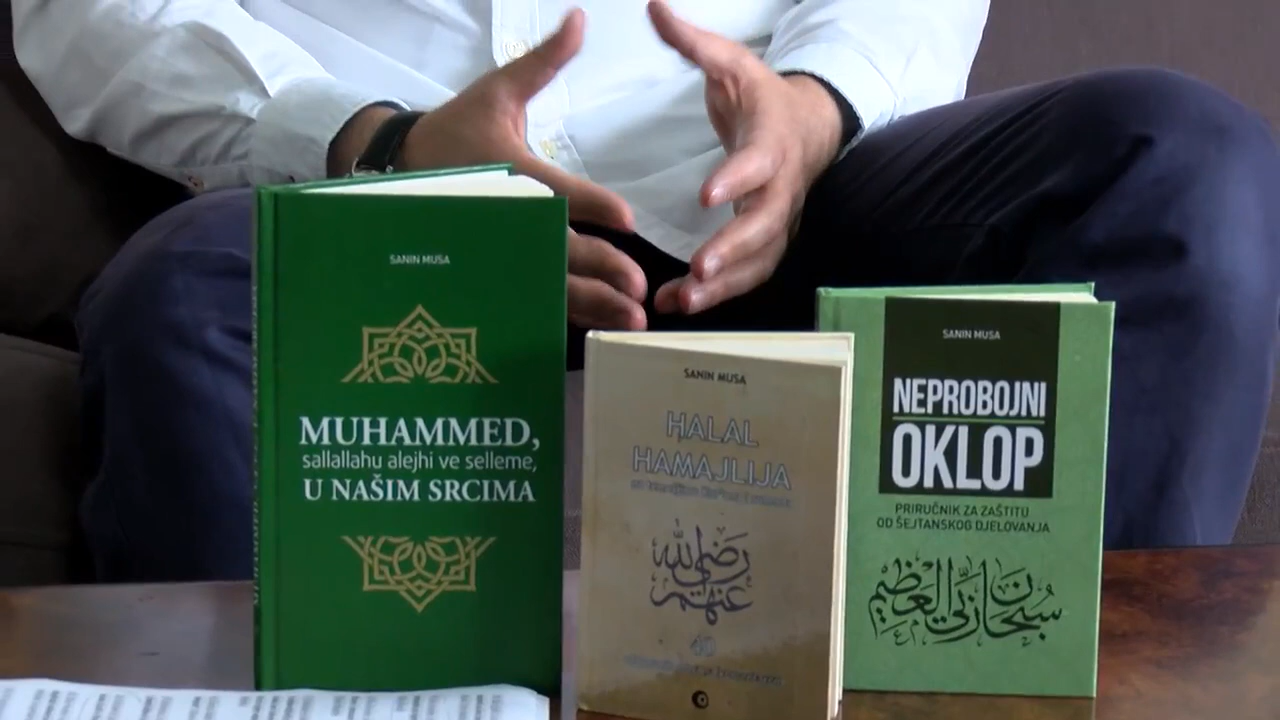 SANIN MUSA
MUHAMMED,
sallallahu alejhi ve selleme,
U NAŠIM SRCIMA
SANIN MUSA
HALAL
HAMAJLIJA
رضي الله
عنهم
40
SANIN MUSA
NEPROBOJNI
OKLOP
PRIRUČNIK ZA ZAŠTITU
OD ŠEJTANSKOG DJELOVANJA
سبحان ربي العظيم